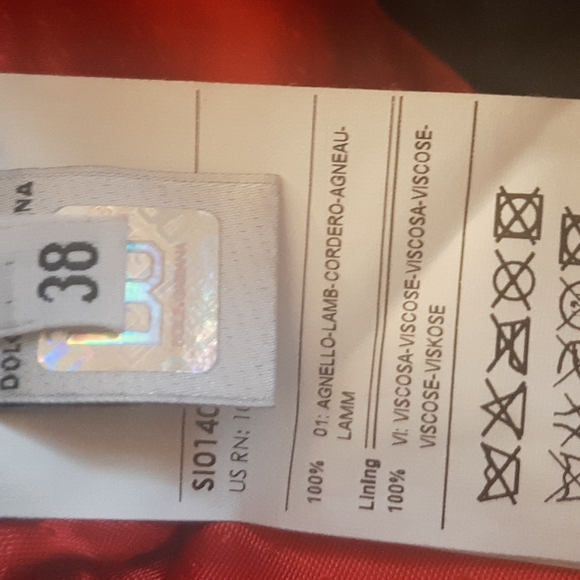 NA
38
DG
SI014C
US RN: 1
100% 01: AGNELLO-LAMB-CORDERO-AGNEAU-
LAMM
Lining
100% VI: VISCOSA-VISCOSE-VISCOSA-VISCOSE-
VISCOSE-VISKOSE